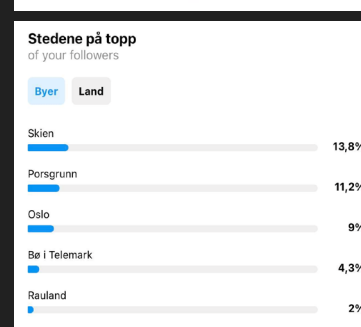 Stedene på topp
of your followers
Byer Land
Skien
13,8%
Porsgrunn
11,2%
Oslo
9%
Bø i Telemark
4,3%
Rauland
2%